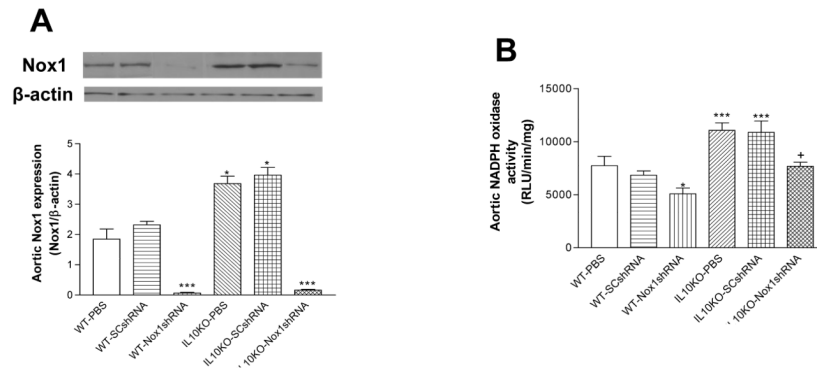 A
Nox1
β-actin
Aortic Nox1 expression
(Nox1/β-actin)
5
4
3
2
1
0
***
*
*
***
WT-PBS
WT-SCshRNA
WT-Nox1shRNA
IL10KO-PBS
IL10KO-SCshRNA
' 10KO-Nox1shRNA
B
Aortic NADPH oxidase
activity
(RLU/min/mg)
15000
10000
5000
0
*
***
***
+
WT-PBS
WT-SCshRNA
WT-Nox1shRNA
IL10KO-PBS
IL10KO-SCshRNA
' 10KO-Nox1shRNA